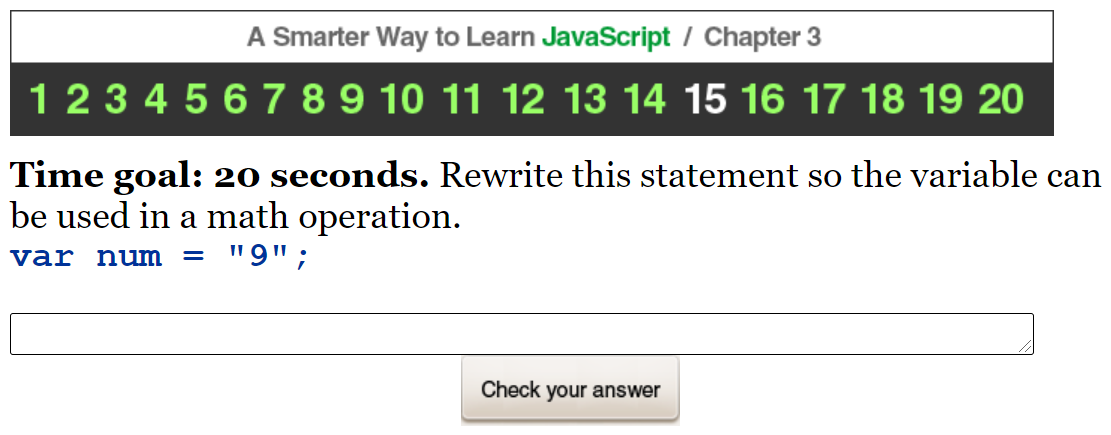 A Smarter Way to Learn JavaScript / Chapter 3
1 2 3 4 5 6 7 8 9 10 11 12 13 14 15 16 17 18 19 20
Time goal: 20 seconds. Rewrite this statement so the variable can
be used in a math operation.
var num = "9";
Check your answer